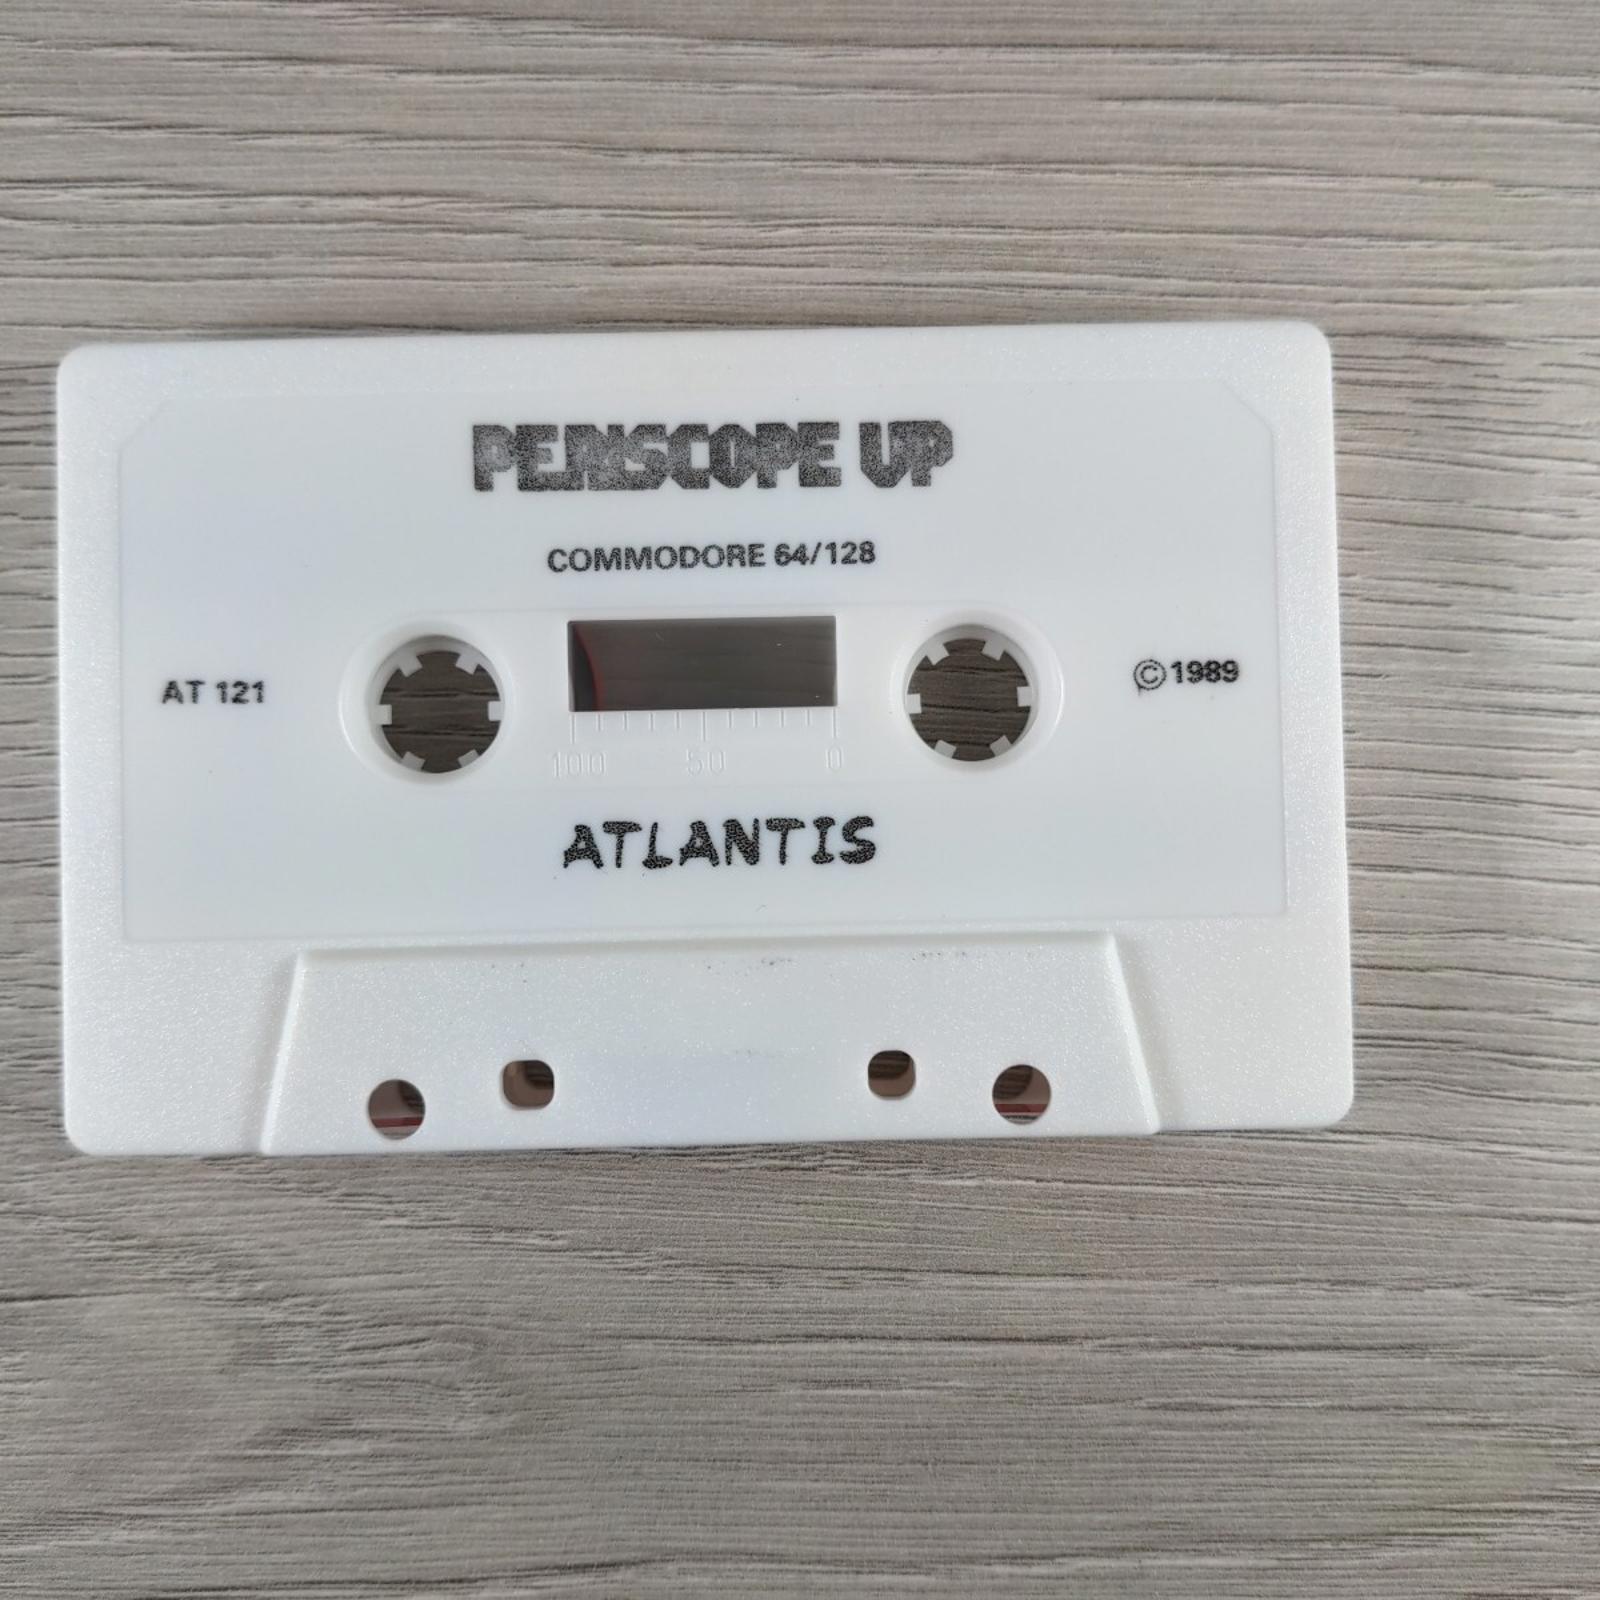 PERISCOPE UP
COMMODORE 64/128
AT 121
©1989
100 50 0
ATLANTIS